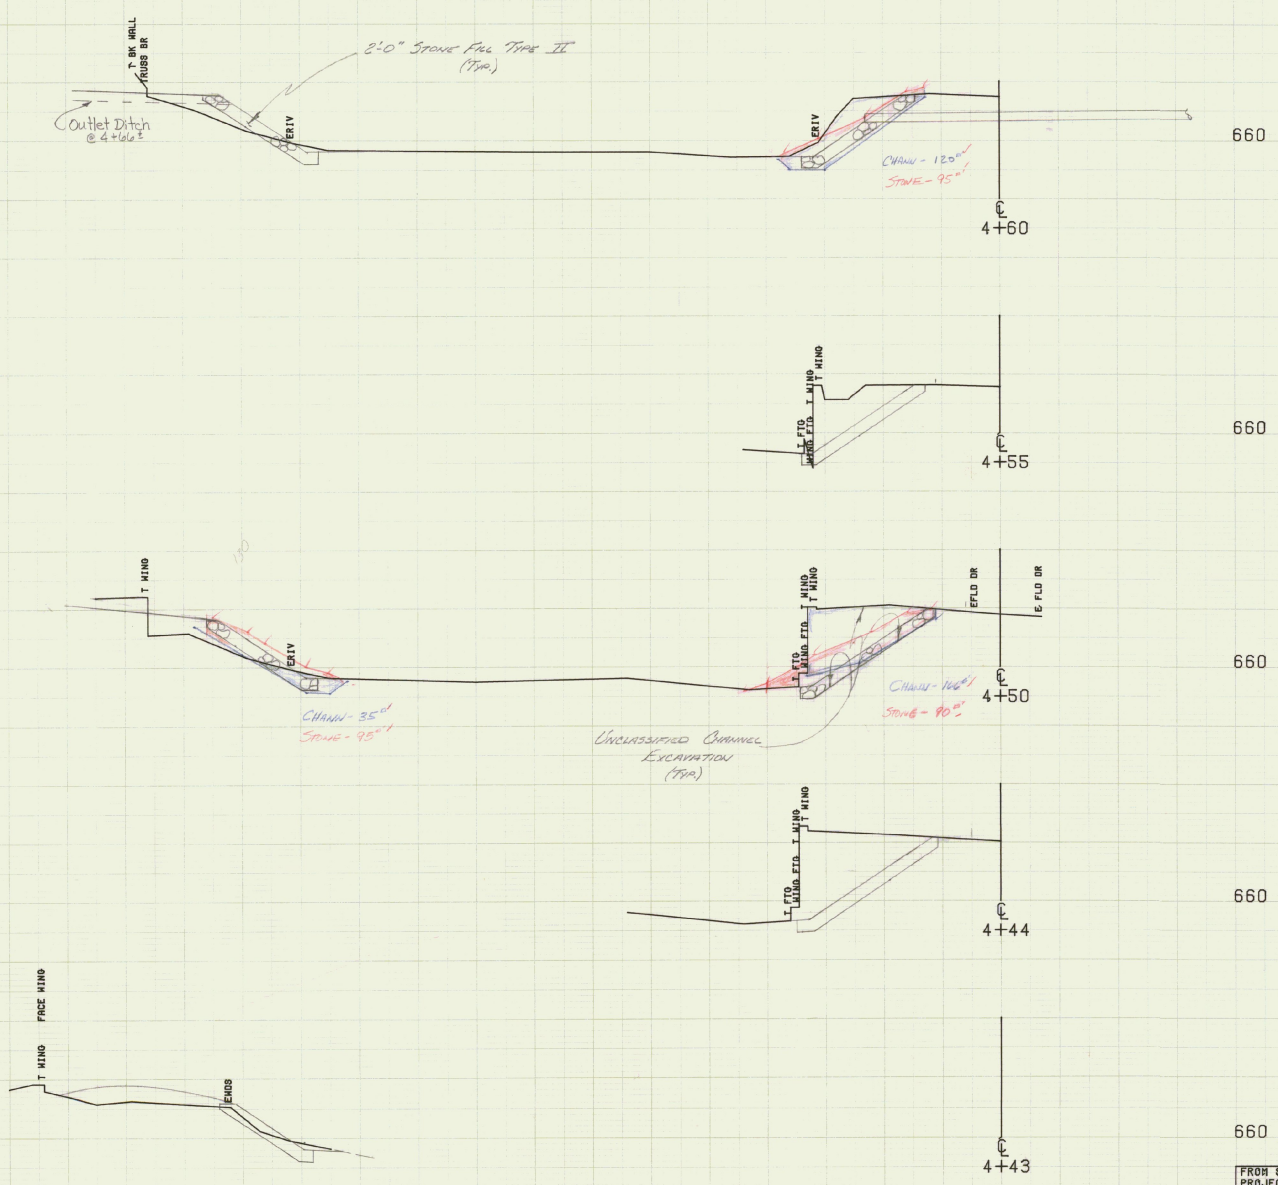 T BK WALL
TRUSS BR
2'-0" STONE FILL TYPE II
(TYP.)
Outlet Ditch
@ 4+66±
ERIV
ERIV
660
CHANN - 120
STONE - 95
℄
4+60
T WING
T WING
T FTG
WING FTG
660
℄
4+55
T WING
ERIV
T WING
T WING
WING FTG
T FTG
EFLD DR
E FLD DR
660
℄
4+50
CHANN - 35
STONE - 95
CHANN - 166
STONE - 90
UNCLASSIFIED CHANNEL
EXCAVATION
(TYP.)
T WING
T WING
WING FTG
T FTG
660
℄
4+44
FACE WING
T WING
EWDS
660
℄
4+43